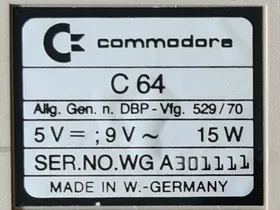 commodore
C 64
Allg. Gen. n. DBP - Vfg. 529/70
5 V ⎓ ; 9 V ~ 15 W
SER.NO.WG A301111
MADE IN W.-GERMANY